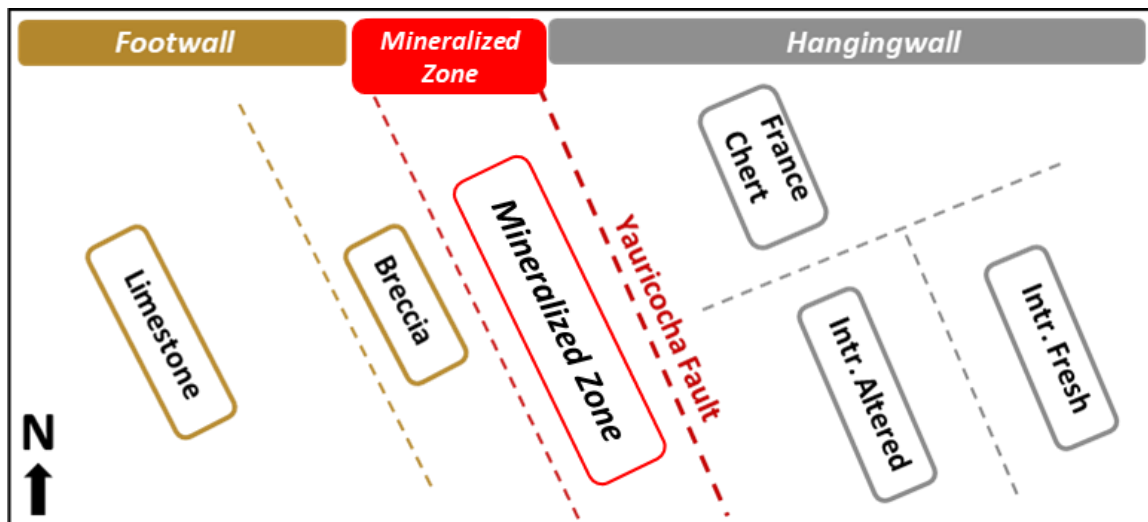 Footwall
Mineralized
Zone
Hangingwall
France
Chert
Limestone
Breccia
Mineralized Zone
Yauricocha Fault
Intr. Altered
Intr. Fresh
N